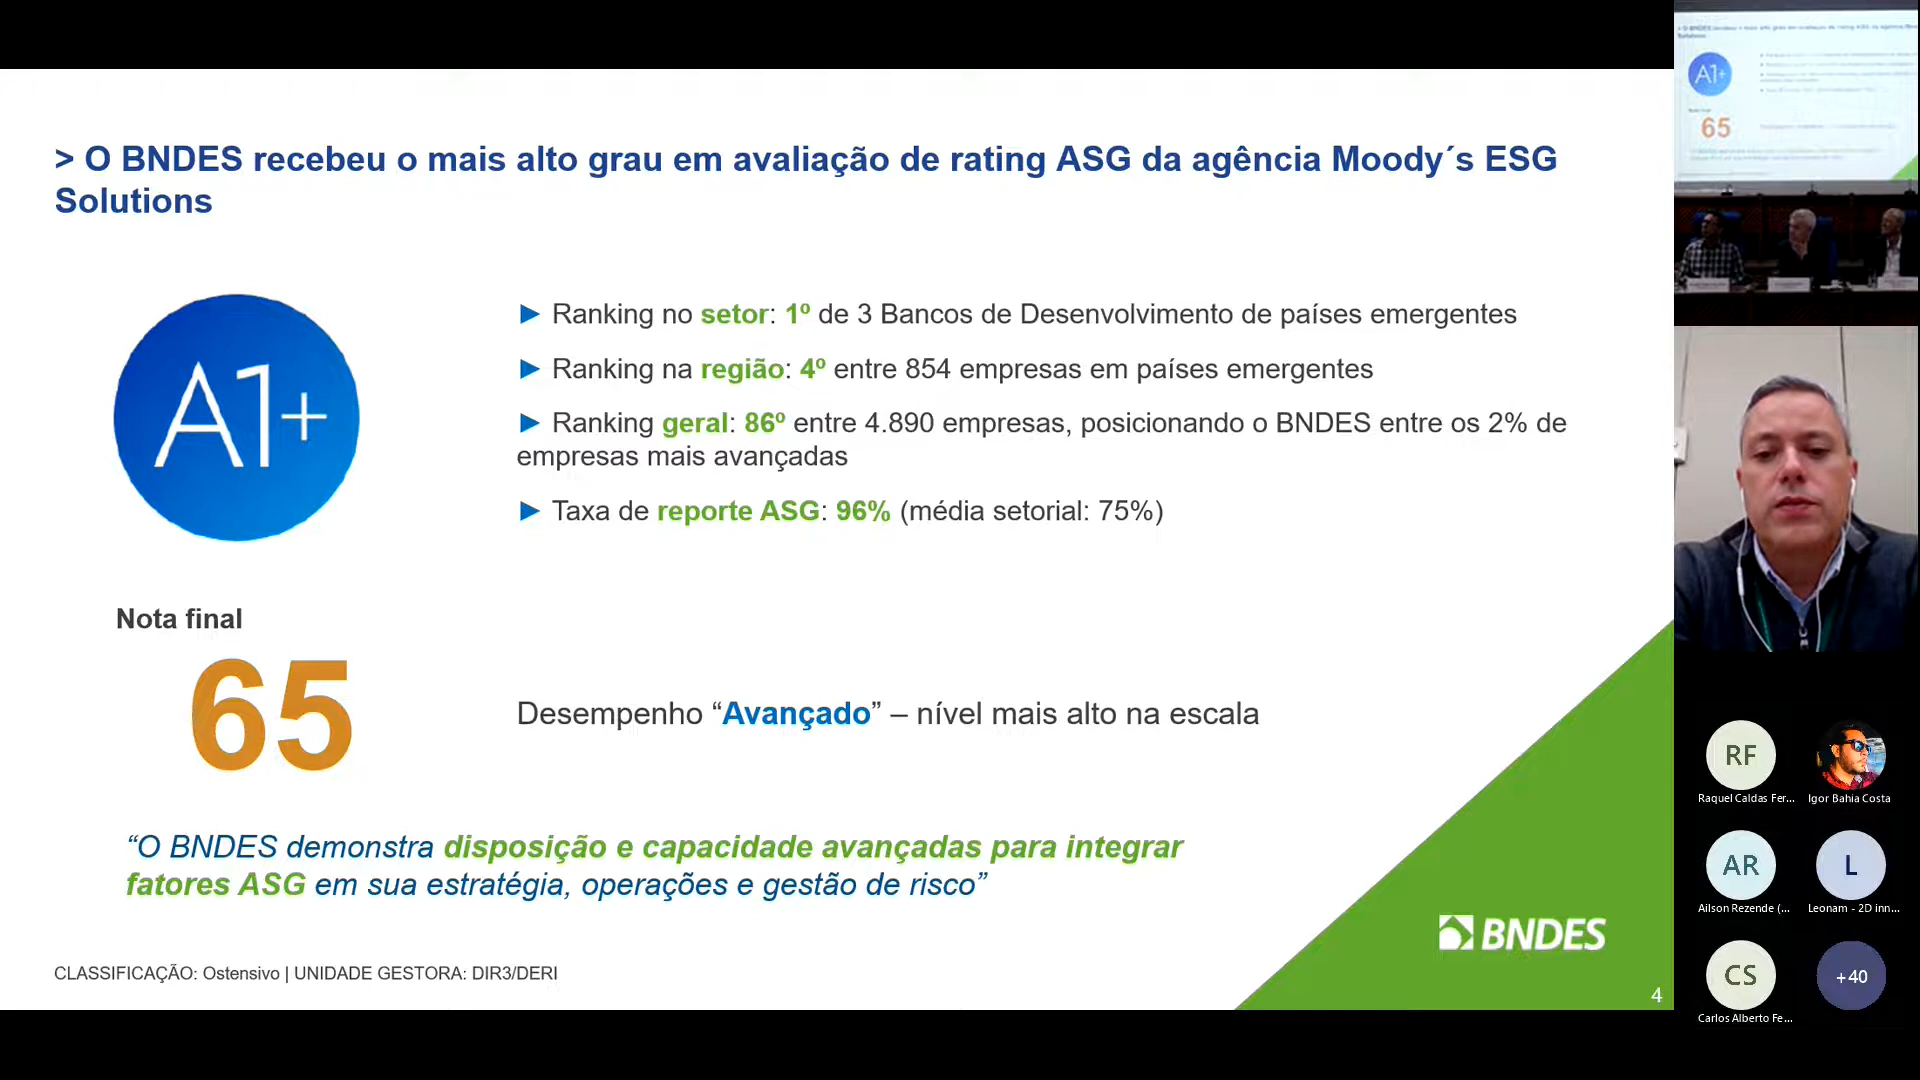 > O BNDES recebeu o mais alto grau em avaliação de rating ASG da agência Moody´s ESG
Solutions
A1+
► Ranking no setor: 1º de 3 Bancos de Desenvolvimento de países emergentes
► Ranking na região: 4º entre 854 empresas em países emergentes
► Ranking geral: 86º entre 4.890 empresas, posicionando o BNDES entre os 2% de
empresas mais avançadas
► Taxa de reporte ASG: 96% (média setorial: 75%)
Nota final
65
Desempenho “Avançado” – nível mais alto na escala
“O BNDES demonstra disposição e capacidade avançadas para integrar
fatores ASG em sua estratégia, operações e gestão de risco”
BNDES
CLASSIFICAÇÃO: Ostensivo | UNIDADE GESTORA: DIR3/DERI
4
A1+
65
RF
Raquel Caldas Fer...
Igor Bahia Costa
AR
Ailson Rezende (...
L
Leonam - 2D inn...
CS
Carlos Alberto Fe...
+40